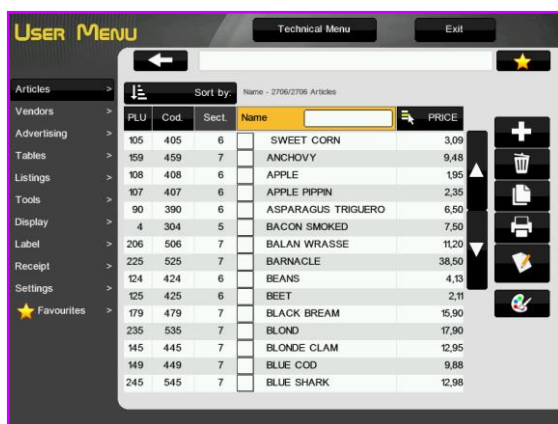 USER MENU
Technical Menu
Exit
Articles >
Vendors >
Advertising >
Tables >
Listings >
Tools >
Display >
Label >
Receipt >
Settings >
Favourites >
Sort by: Name - 2706/2706 Articles
PLU Cod. Sect. Name PRICE
105 405 6 SWEET CORN 3,09
159 459 7 ANCHOVY 9,48
108 408 6 APPLE 1,95
107 407 6 APPLE PIPPIN 2,35
90 390 6 ASPARAGUS TRIGUERO 6,50
4 304 5 BACON SMOKED 7,50
206 506 7 BALAN WRASSE 11,20
225 525 7 BARNACLE 38,50
124 424 6 BEANS 4,13
125 425 6 BEET 2,11
179 479 7 BLACK BREAM 15,90
235 535 7 BLOND 17,90
145 445 7 BLONDE CLAM 12,95
149 449 7 BLUE COD 9,88
245 545 7 BLUE SHARK 12,98